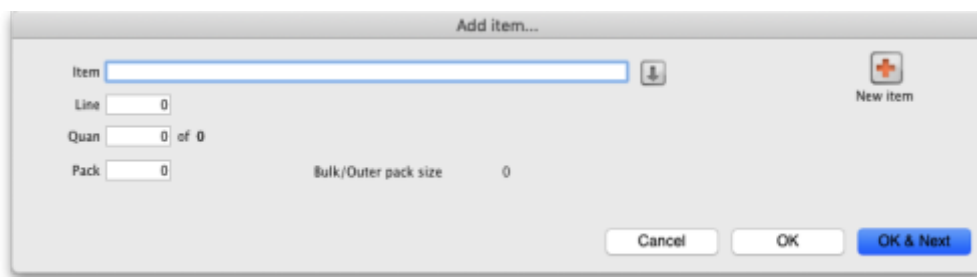 Add item...
Item
New item
Line 0
Quan 0 of 0
Pack 0 Bulk/Outer pack size 0
Cancel OK OK & Next